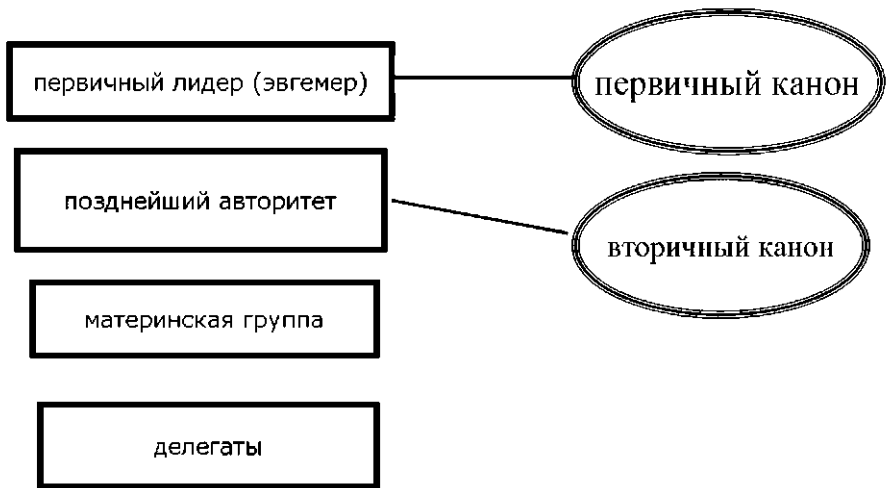 первичный лидер (эвгемер)
первичный канон
позднейший авторитет
вторичный канон
материнская группа
делегаты